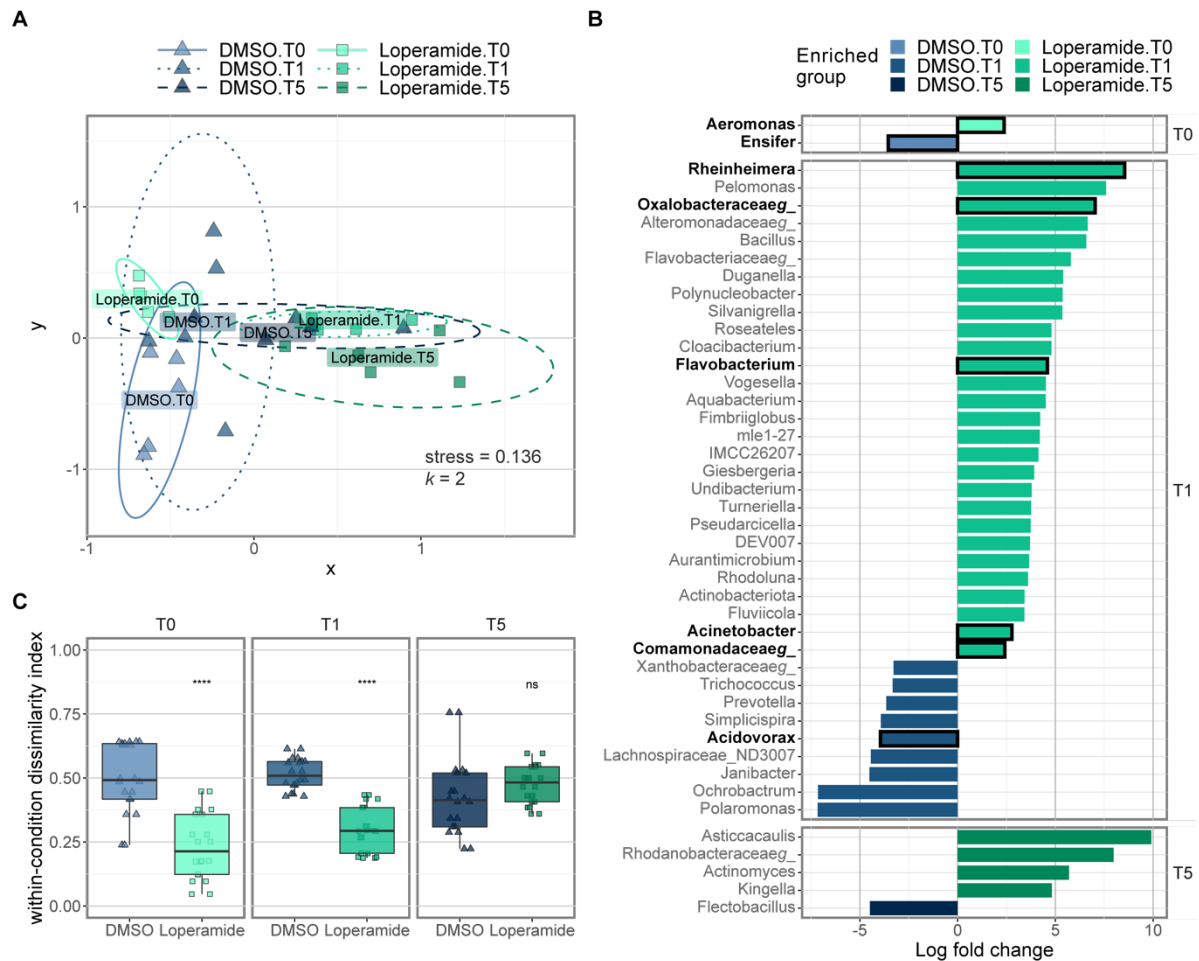 A
DMSO.T0
Loperamide.T0
DMSO.T1
Loperamide.T1
DMSO.T5
Loperamide.T5
1
0
-1
y
Loperamide.T0
DMSO.T1
DMSO.T5
Loperamide.T1
Loperamide.T5
DMSO.T0
stress = 0.136
k = 2
-1
0
1
x
B
Enriched
group
DMSO.T0
Loperamide.T0
DMSO.T1
Loperamide.T1
DMSO.T5
Loperamide.T5
Aeromonas
Ensifer
T0
Rheinheimera
Pelomonas
Oxalobacteraceaeg_
Alteromonadaceaeg_
Bacillus
Flavobacteriaceaeg_
Duganella
Polynucleobacter
Silvanigrella
Roseateles
Cloacibacterium
Flavobacterium
Vogesella
Aquabacterium
Fimbriiglobus
mle1-27
IMCC26207
Giesbergeria
Undibacterium
Turneriella
Pseudarcicella
DEV007
Aurantimicrobium
Rhodoluna
Actinobacteriota
Fluviicola
Acinetobacter
Comamonadaceaeg_
Xanthobacteraceaeg_
Trichococcus
Prevotella
Simplicispira
Acidovorax
Lachnospiraceae_ND3007
Janibacter
Ochrobactrum
Polaromonas
T1
Asticcacaulis
Rhodanobacteraceaeg_
Actinomyces
Kingella
Flectobacillus
T5
-5
0
5
10
Log fold change
C
T0
T1
T5
within-condition dissimilarity index
1.00
0.75
0.50
0.25
0.00
****
****
ns
DMSO Loperamide
DMSO Loperamide
DMSO Loperamide